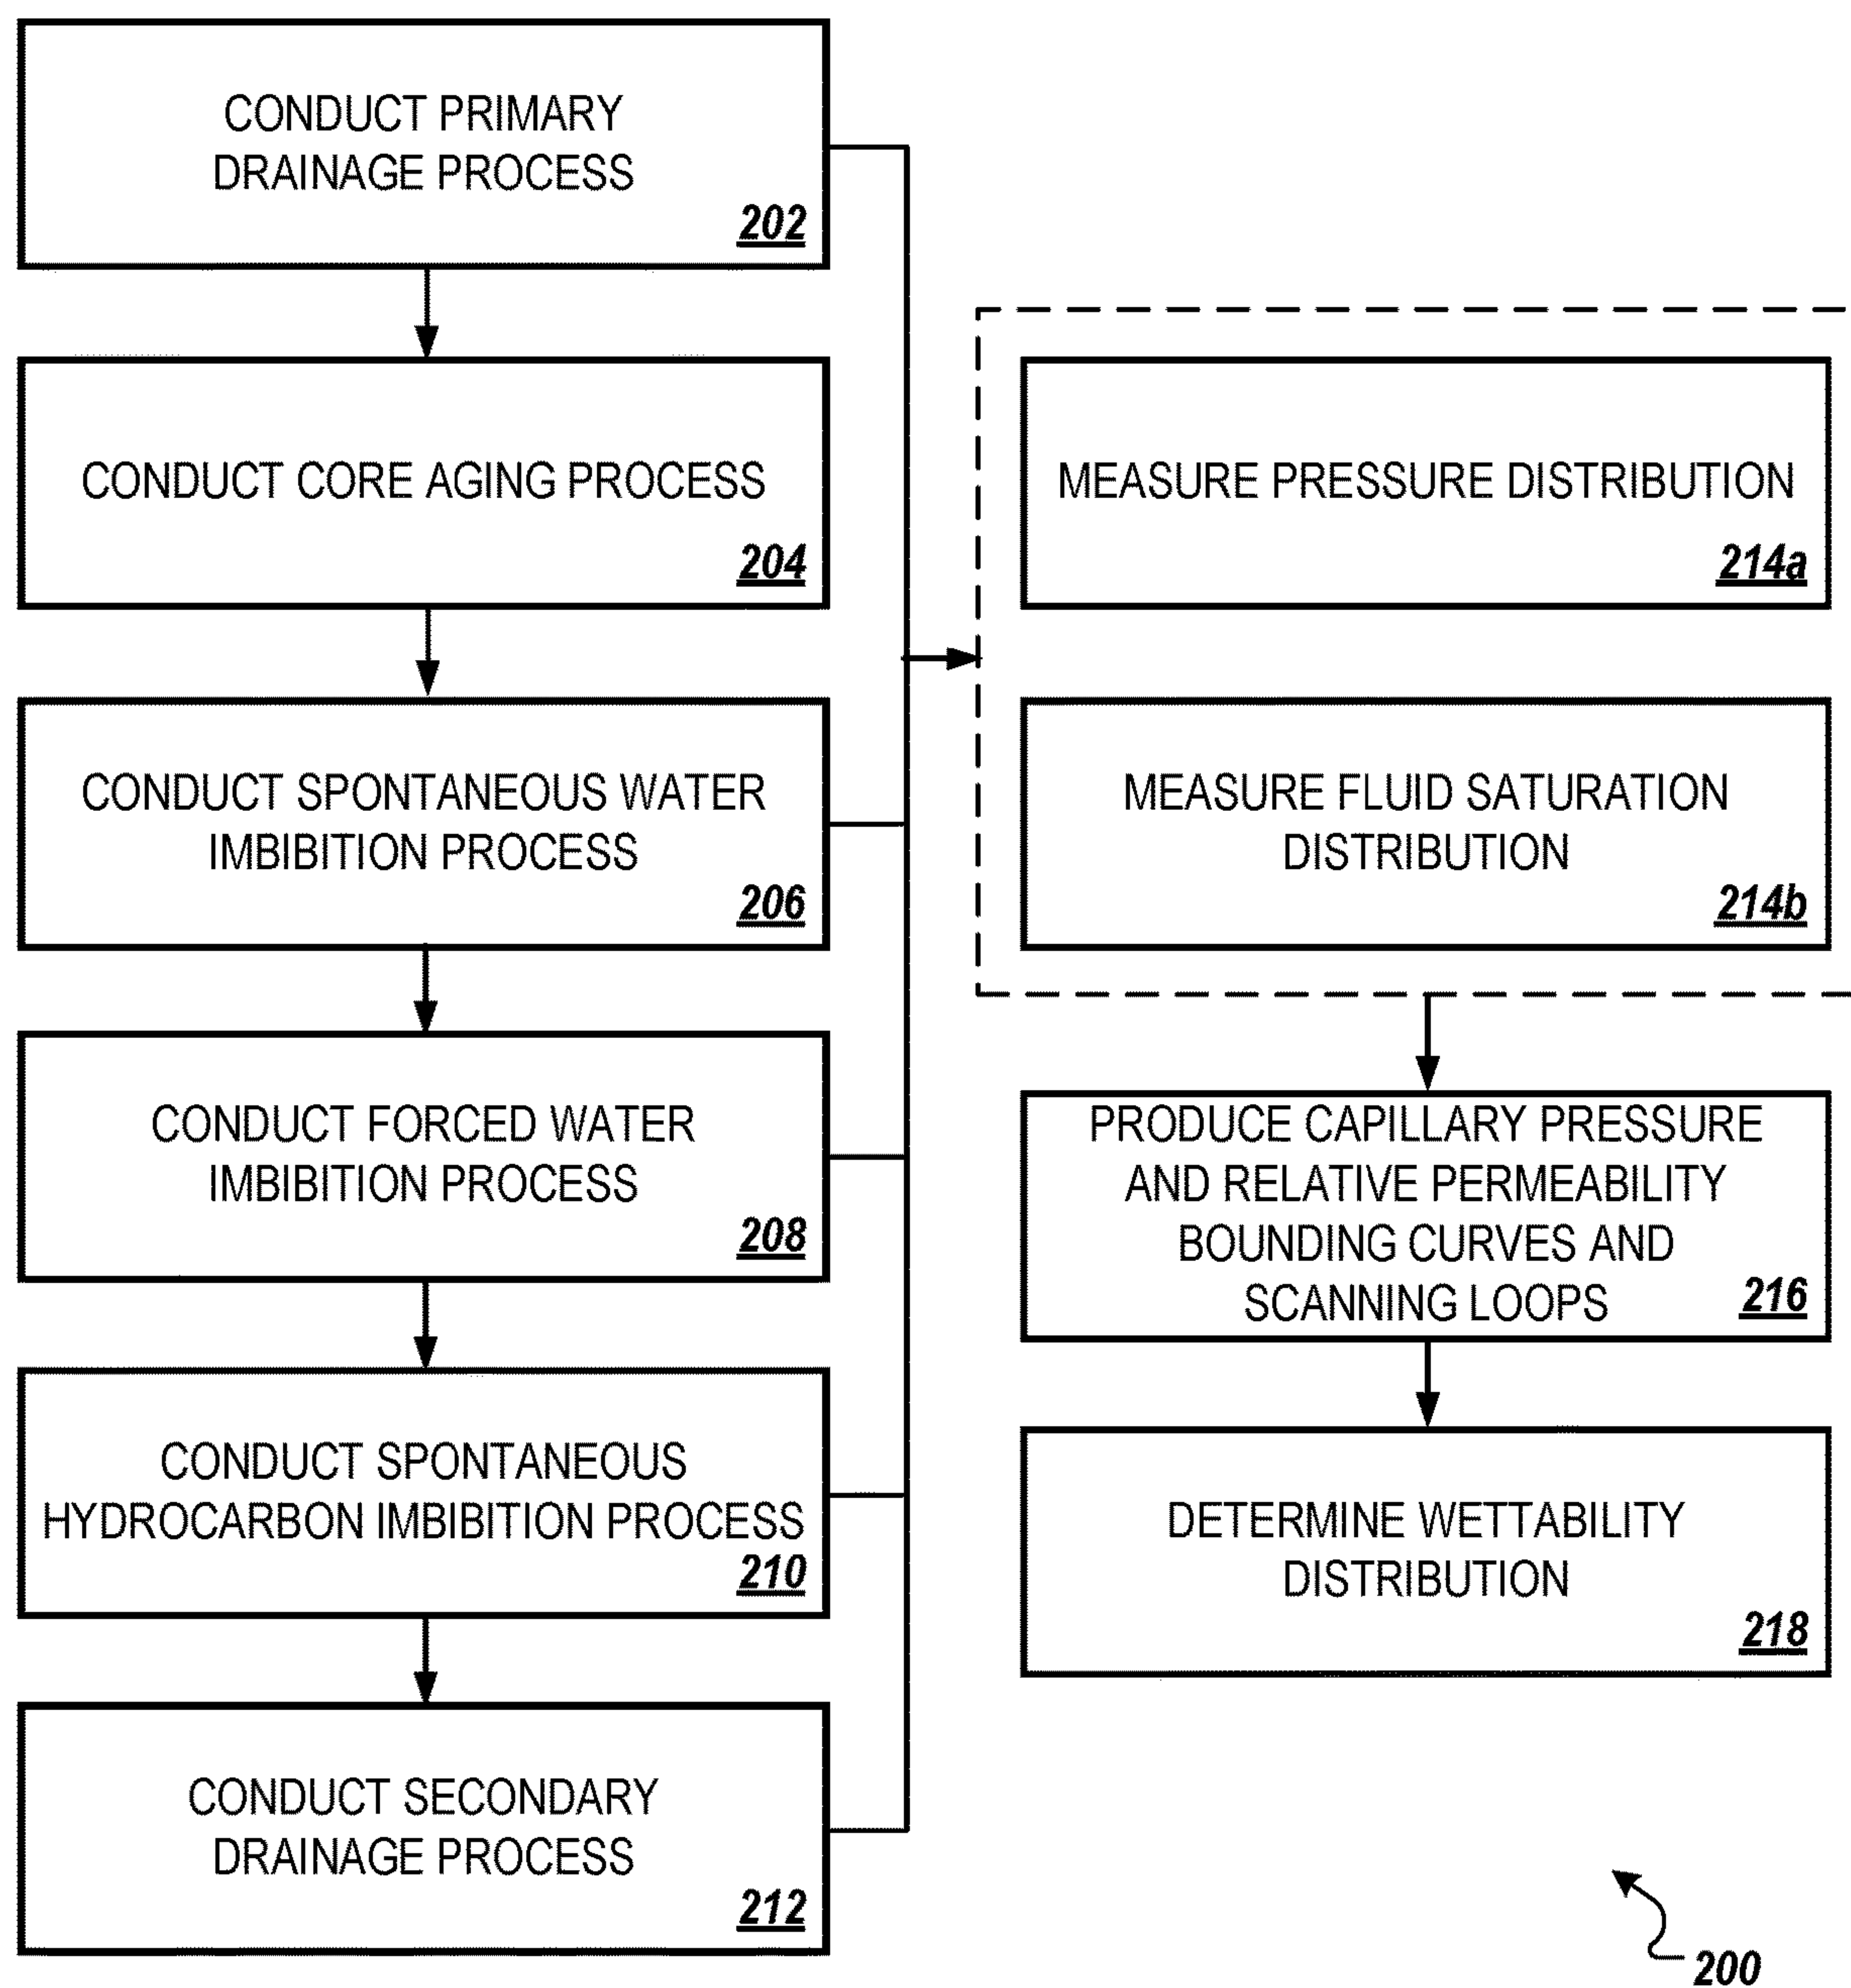 CONDUCT PRIMARY
DRAINAGE PROCESS
202
CONDUCT CORE AGING PROCESS
204
CONDUCT SPONTANEOUS WATER
IMBIBITION PROCESS
206
CONDUCT FORCED WATER
IMBIBITION PROCESS
208
CONDUCT SPONTANEOUS
HYDROCARBON IMBIBITION PROCESS
210
CONDUCT SECONDARY
DRAINAGE PROCESS
212
MEASURE PRESSURE DISTRIBUTION
214a
MEASURE FLUID SATURATION
DISTRIBUTION
214b
PRODUCE CAPILLARY PRESSURE
AND RELATIVE PERMEABILITY
BOUNDING CURVES AND
SCANNING LOOPS
216
DETERMINE WETTABILITY
DISTRIBUTION
218
200